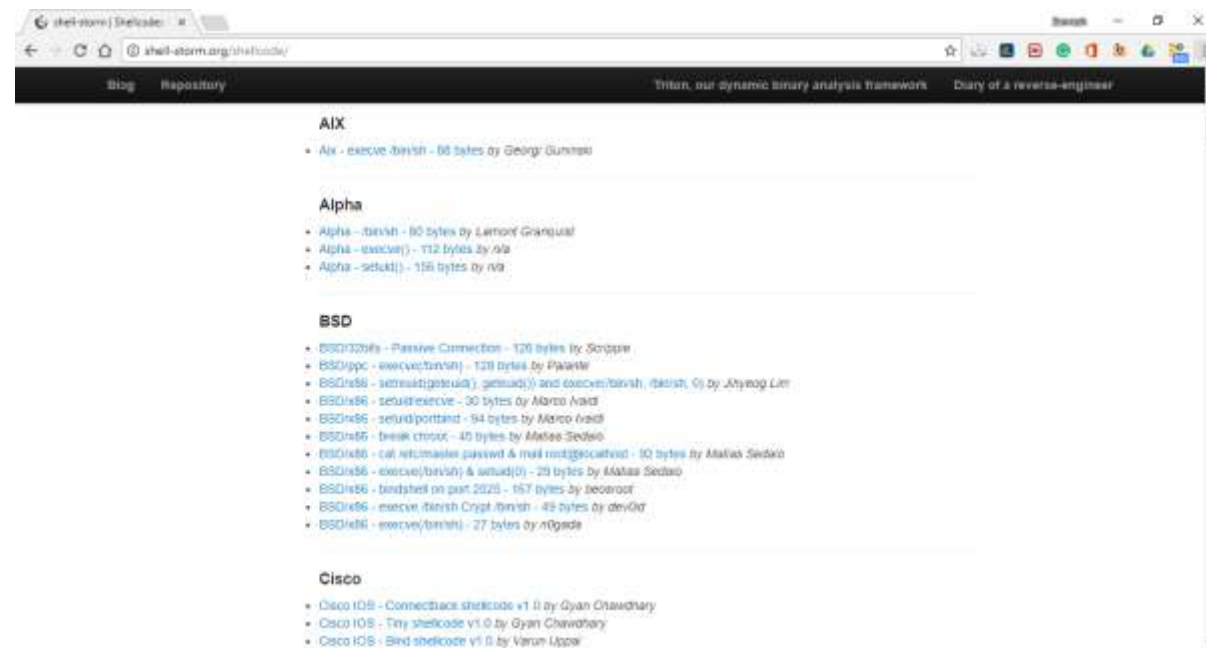 shell-storm | Shellcode
shell-storm.org/shellcode/
Blog Repository Triton, our dynamic binary analysis framework Diary of a reverse-engineer
AIX
Aix - execve /bin/sh - 88 bytes by Georgi Guninski
Alpha
Alpha - /bin/sh - 80 bytes by Lamont Granquist
Alpha - execve() - 112 bytes by n/a
Alpha - setuid() - 156 bytes by n/a
BSD
BSD/32bits - Passive Connection - 126 bytes by Scrippie
BSD/ppc - execve(/bin/sh) - 128 bytes by Palante
BSD/x86 - setreuid(geteuid(), geteuid()) and execve(/bin/sh, /bin/sh, 0) by Jihyeog Lim
BSD/x86 - setuid/execve - 30 bytes by Marco Ivaldi
BSD/x86 - setuid/portbind - 94 bytes by Marco Ivaldi
BSD/x86 - break chroot - 45 bytes by Matias Sedalo
BSD/x86 - cat /etc/master.passwd & mail root@localhost - 92 bytes by Matias Sedalo
BSD/x86 - execve(/bin/sh) & setuid(0) - 29 bytes by Matias Sedalo
BSD/x86 - bindshell on port 2525 - 167 bytes by beosroot
BSD/x86 - execve /bin/sh Crypt /bin/sh - 49 bytes by dev0id
BSD/x86 - execve(/bin/sh) - 27 bytes by n0gada
Cisco
Cisco IOS - Connectback shellcode v1.0 by Gyan Chawdhary
Cisco IOS - Tiny shellcode v1.0 by Gyan Chawdhary
Cisco IOS - Bind shellcode v1.0 by Varun Uppal